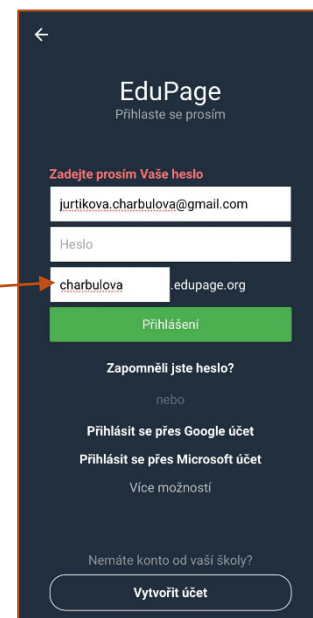 EduPage
Přihlaste se prosím
Zadejte prosím Vaše heslo
jurtikova.charbulova@gmail.com
Heslo
charbulova .edupage.org
Přihlášení
Zapomněli jste heslo?
nebo
Přihlásit se přes Google účet
Přihlásit se přes Microsoft účet
Více možností
Nemáte konto od vaší školy?
Vytvořit účet